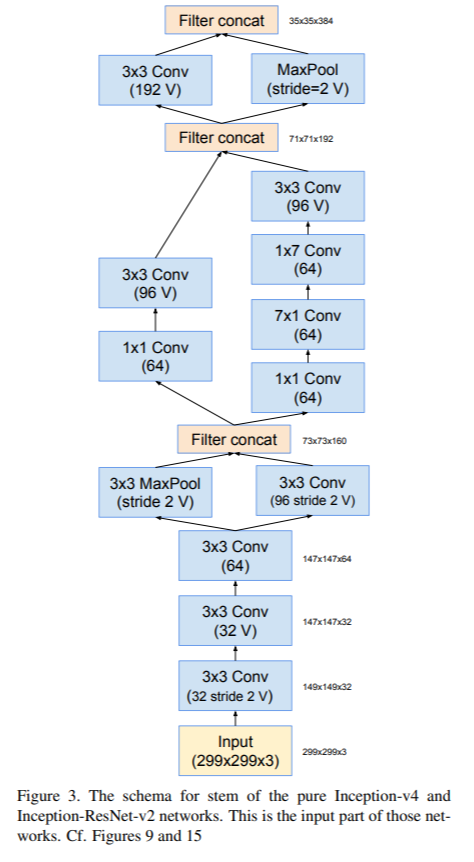 Filter concat
35x35x384
3x3 Conv
(192 V)
MaxPool
(stride=2 V)
Filter concat
71x71x192
3x3 Conv
(96 V)
1x7 Conv
(64)
3x3 Conv
(96 V)
7x1 Conv
(64)
1x1 Conv
(64)
1x1 Conv
(64)
Filter concat
73x73x160
3x3 MaxPool
(stride 2 V)
3x3 Conv
(96 stride 2 V)
3x3 Conv
(64)
147x147x64
3x3 Conv
(32 V)
147x147x32
3x3 Conv
(32 stride 2 V)
149x149x32
Input
(299x299x3)
299x299x3
Figure 3. The schema for stem of the pure Inception-v4 and
Inception-ResNet-v2 networks. This is the input part of those net-
works. Cf. Figures 9 and 15